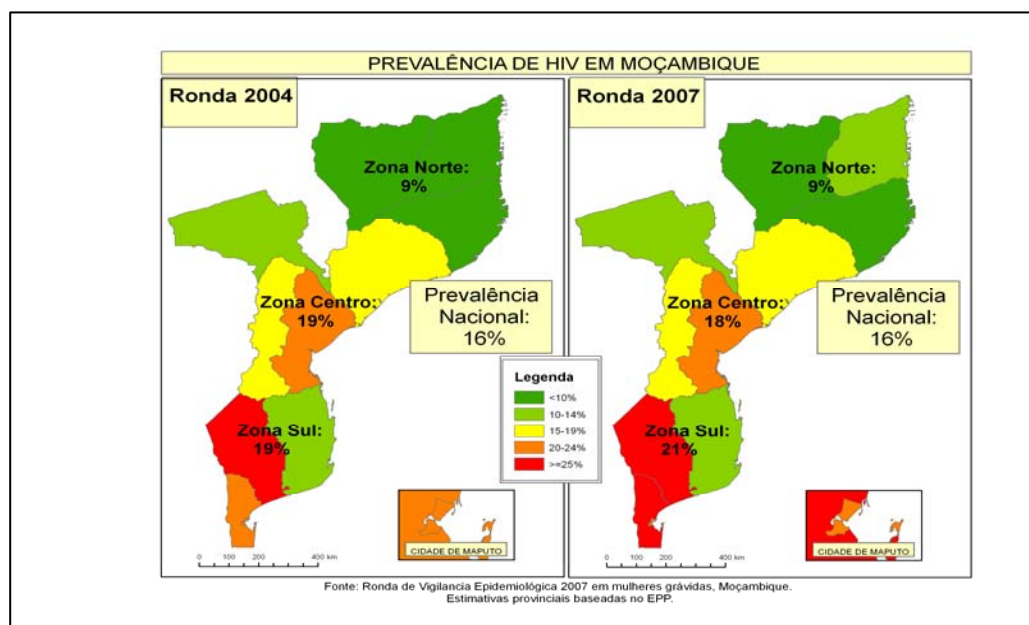 PREVALÊNCIA DE HIV EM MOÇAMBIQUE
Ronda 2004
Zona Norte:
9%
Zona Centro:
19%
Prevalência
Nacional:
16%
Zona Sul:
19%
CIDADE DE MAPUTO
0 100 200 400 km
Legenda
<10%
10-14%
15-19%
20-24%
>=25%
Ronda 2007
Zona Norte:
9%
Zona Centro:
18%
Prevalência
Nacional:
16%
Zona Sul:
21%
CIDADE DE MAPUTO
0 100 200 400 km
Fonte: Ronda de Vigilancia Epidemiológica 2007 em mulheres grávidas, Moçambique.
Estimativas provinciais baseadas no EPP.